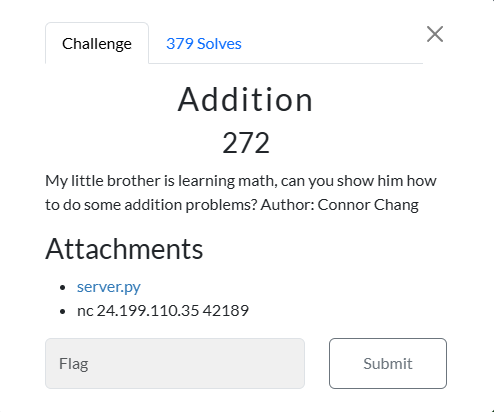 Challenge
379 Solves
Addition
272
My little brother is learning math, can you show him how
to do some addition problems? Author: Connor Chang
Attachments
server.py
nc 24.199.110.35 42189
Flag
Submit